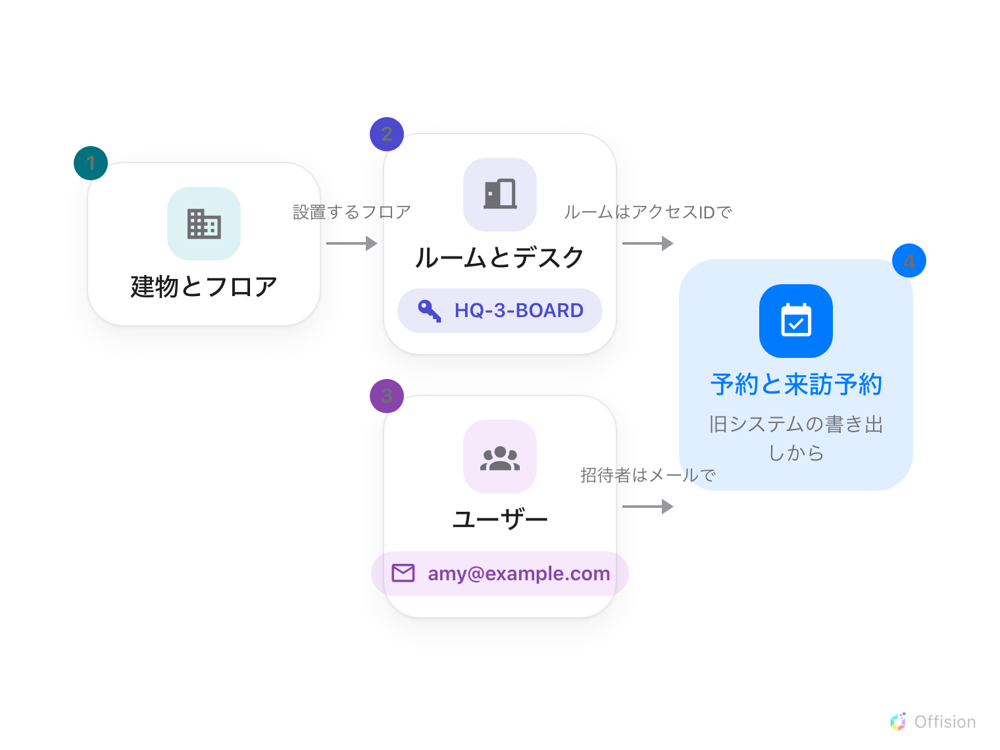 1
建物とフロア
設置するフロア
2
ルームとデスク
HQ-3-BOARD
ルームはアクセスIDで
3
ユーザー
amy@example.com
招待者はメールで
4
予約と来訪予約
旧システムの書き出
しから
Offision